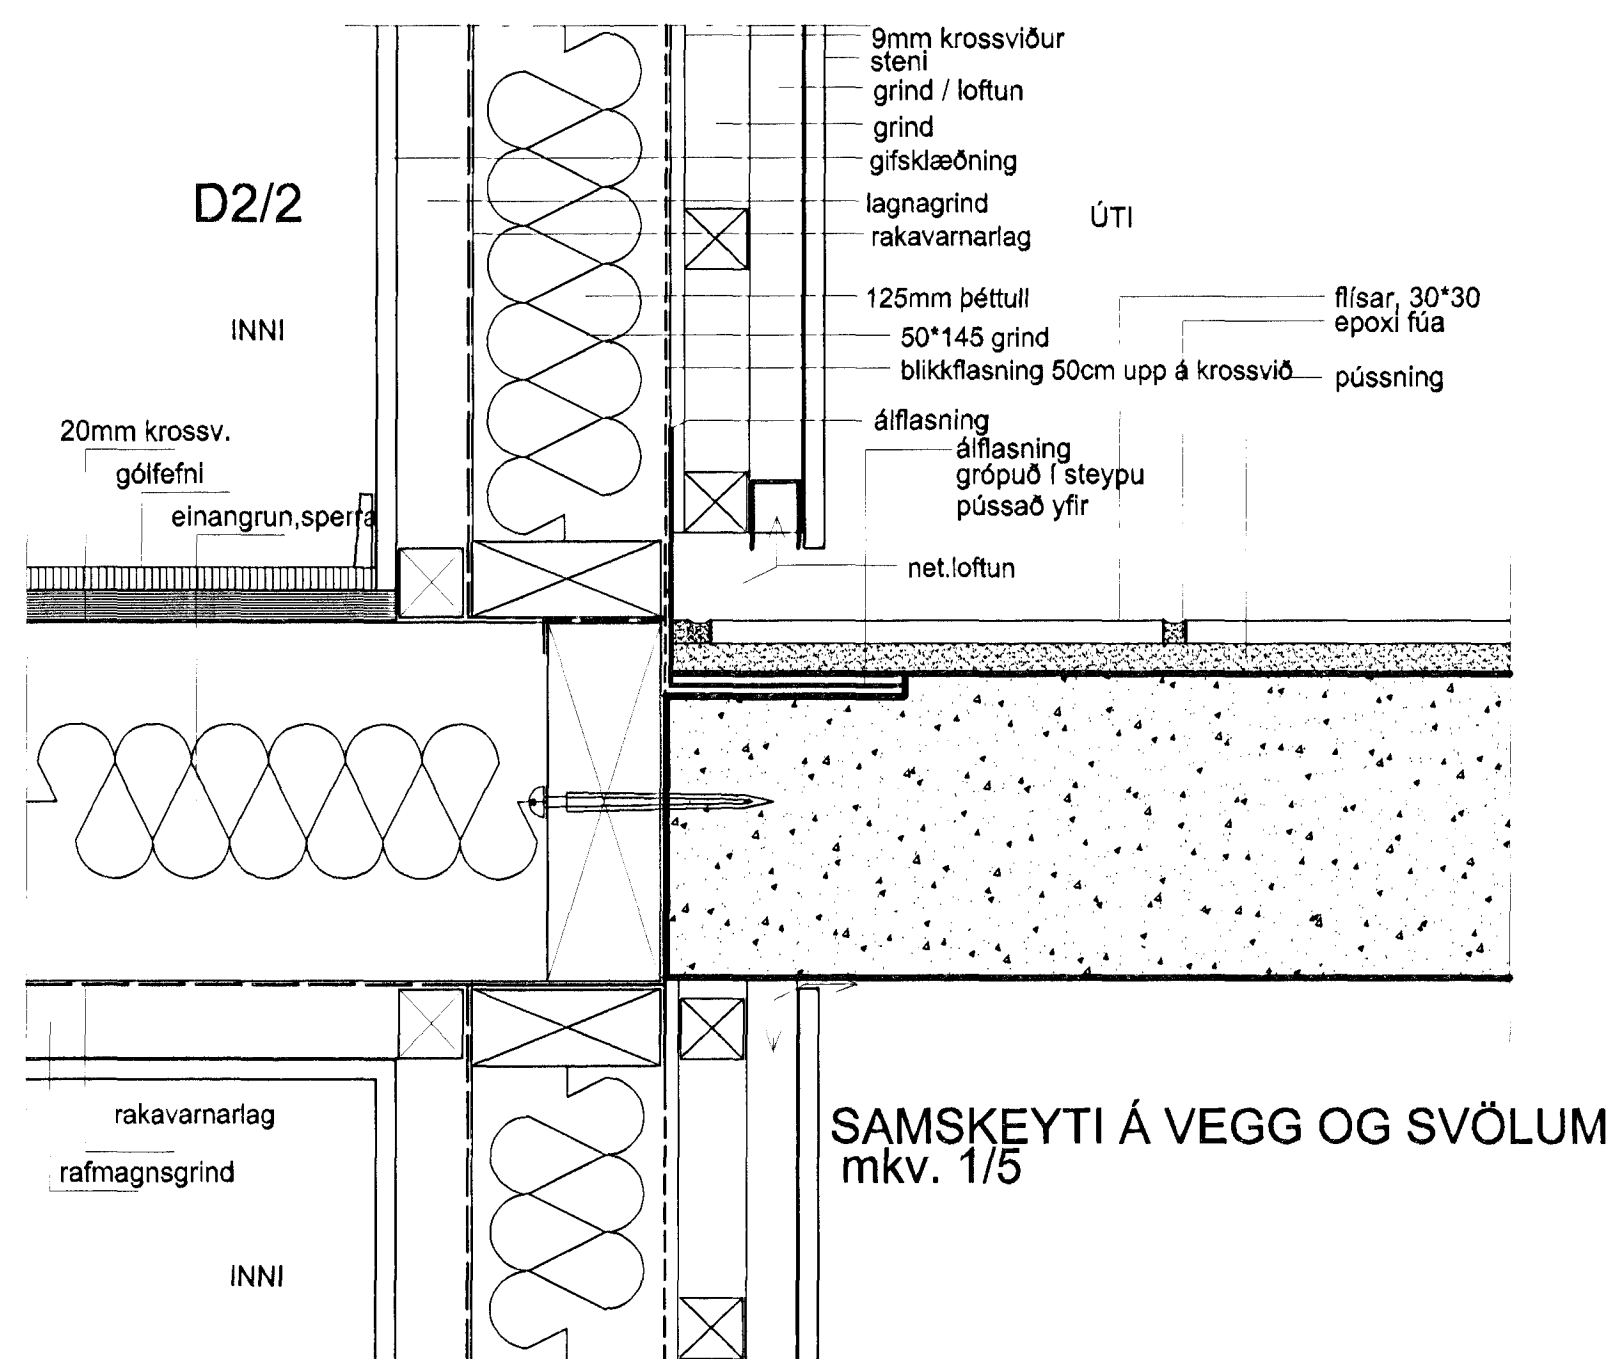 9mm krossviður
steni
grind / loftun
grind
gifsklæðning
D2/2
lagnagrind
ÚTI
rakavarnarlag
125mm þéttull
flísar, 30*30
epoxi fúa
INNI
50*145 grind
blikkflasning 50cm upp á krossvið
pússning
20mm krossv.
álflasning
álflasning
grópuð í steypu
pússað yfir
gólfefni
einangrun,sperra
net.loftun
rakavarnarlag
rafmagnsgrind
SAMSKEYTI Á VEGG OG SVÖLUM
mkv. 1/5
INNI